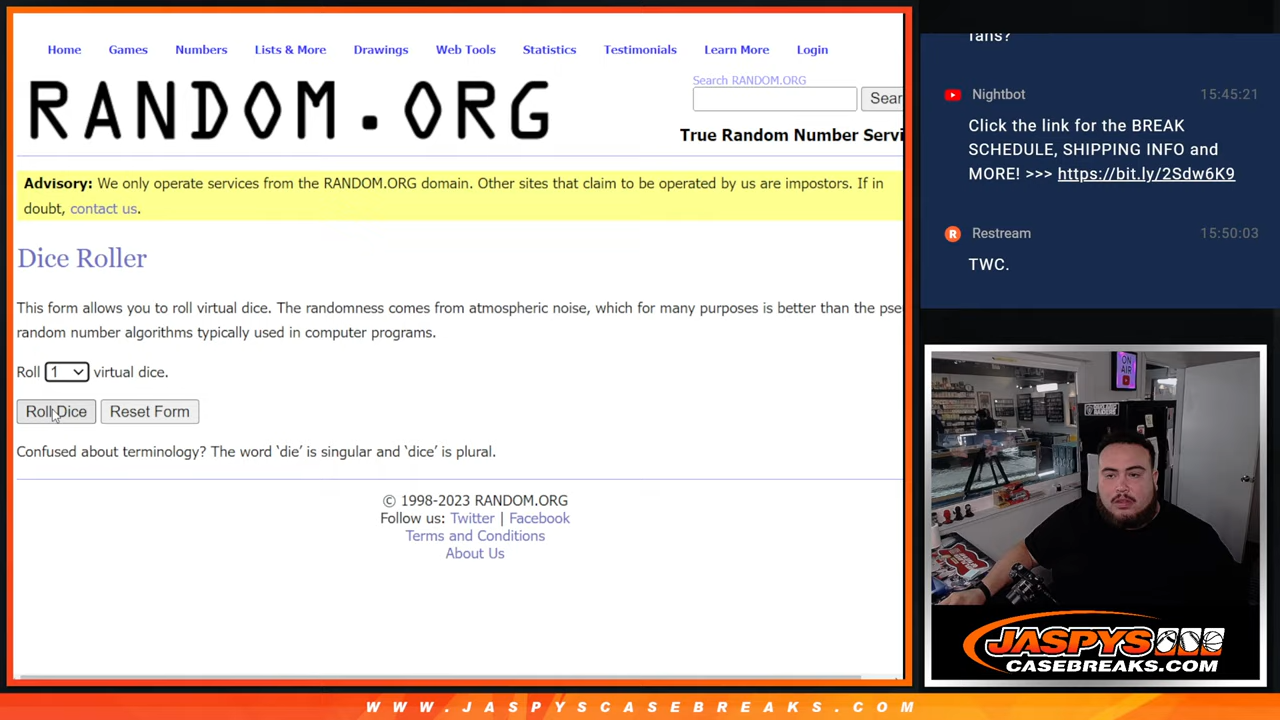 Home Games Numbers Lists & More Drawings Web Tools Statistics Testimonials Learn More Login
RANDOM.ORG
Search RANDOM.ORG
Sear
True Random Number Servi
Advisory: We only operate services from the RANDOM.ORG domain. Other sites that claim to be operated by us are impostors. If in
doubt, contact us.
Dice Roller
This form allows you to roll virtual dice. The randomness comes from atmospheric noise, which for many purposes is better than the pse
random number algorithms typically used in computer programs.
Roll 1 virtual dice.
Roll Dice Reset Form
Confused about terminology? The word ‘die’ is singular and ‘dice’ is plural.
© 1998-2023 RANDOM.ORG
Follow us: Twitter | Facebook
Terms and Conditions
About Us
fans?
Nightbot 15:45:21
Click the link for the BREAK
SCHEDULE, SHIPPING INFO and
MORE! >>> https://bit.ly/2Sdw6K9
Restream 15:50:03
TWC.
ON
AIR
JASPYS
CASEBREAKS.COM
WWW.JASPYSCASEBREAKS.COM